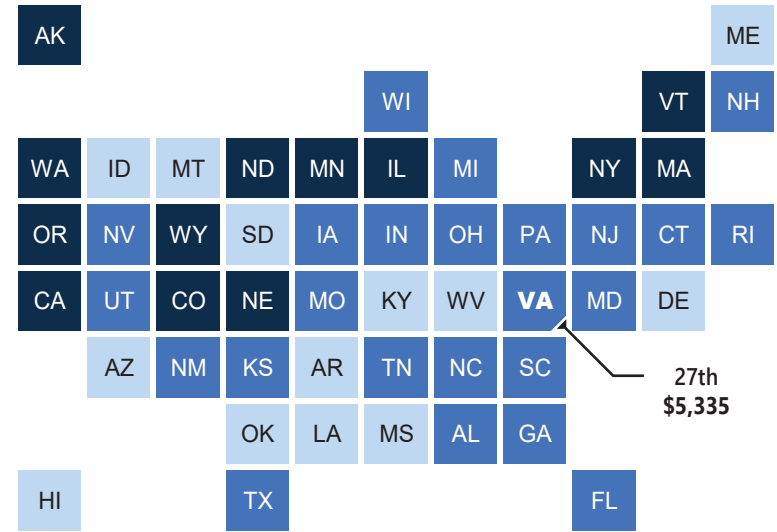 AK ME
WI VT NH
WA ID MT ND MN IL MI NY MA
OR NV WY SD IA IN OH PA NJ CT RI
CA UT CO NE MO KY WV VA MD DE
AZ NM KS AR TN NC SC
27th
$5,335
OK LA MS AL GA
HI TX FL